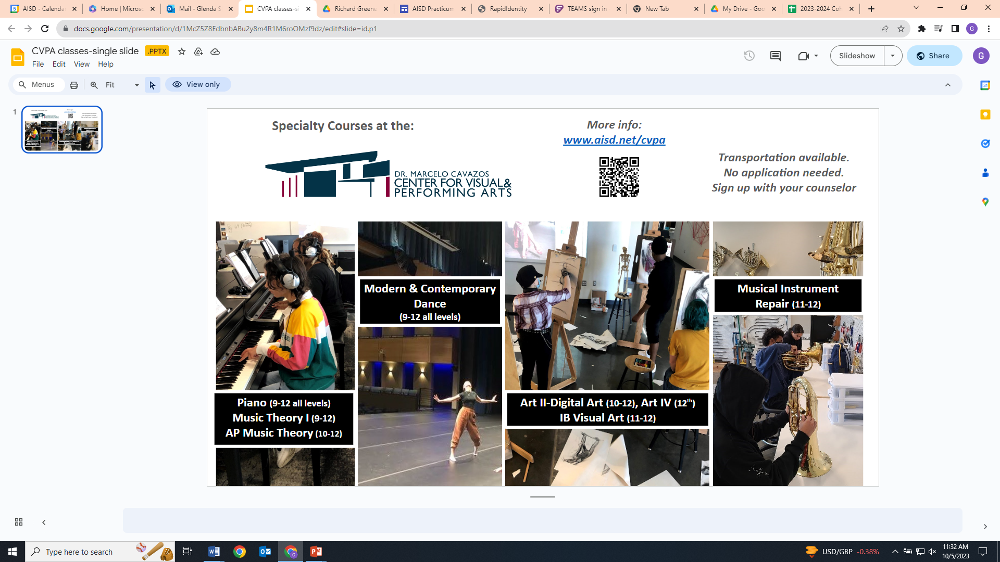 AISD - Calenda
Home | Micros
Mail - Glenda S
CVPA classes-s
Richard Greene
AISD Practicum
RapidIdentity
TEAMS sign in
New Tab
My Drive - Goo
2023-2024 Coh
docs.google.com/presentation/d/1McZ5Z8EdbnbABu2y8m4R1M6roOMzf9dz/edit#slide=id.p1
G
CVPA classes-single slide
.PPTX
File Edit View Help
Slideshow
Share
G
Menus
Fit
View only
31
1
Specialty Courses at the:
More info:
www.aisd.net/cvpa
DR. MARCELO CAVAZOS
CENTER FOR VISUAL &
PERFORMING ARTS
Transportation available.
No application needed.
Sign up with your counselor
Modern & Contemporary
Dance
(9-12 all levels)
Musical Instrument
Repair (11-12)
Piano (9-12 all levels)
Music Theory I (9-12)
AP Music Theory (10-12)
Art II-Digital Art (10-12), Art IV (12th)
IB Visual Art (11-12)
Type here to search
USD/GBP -0.38%
11:32 AM
10/5/2023